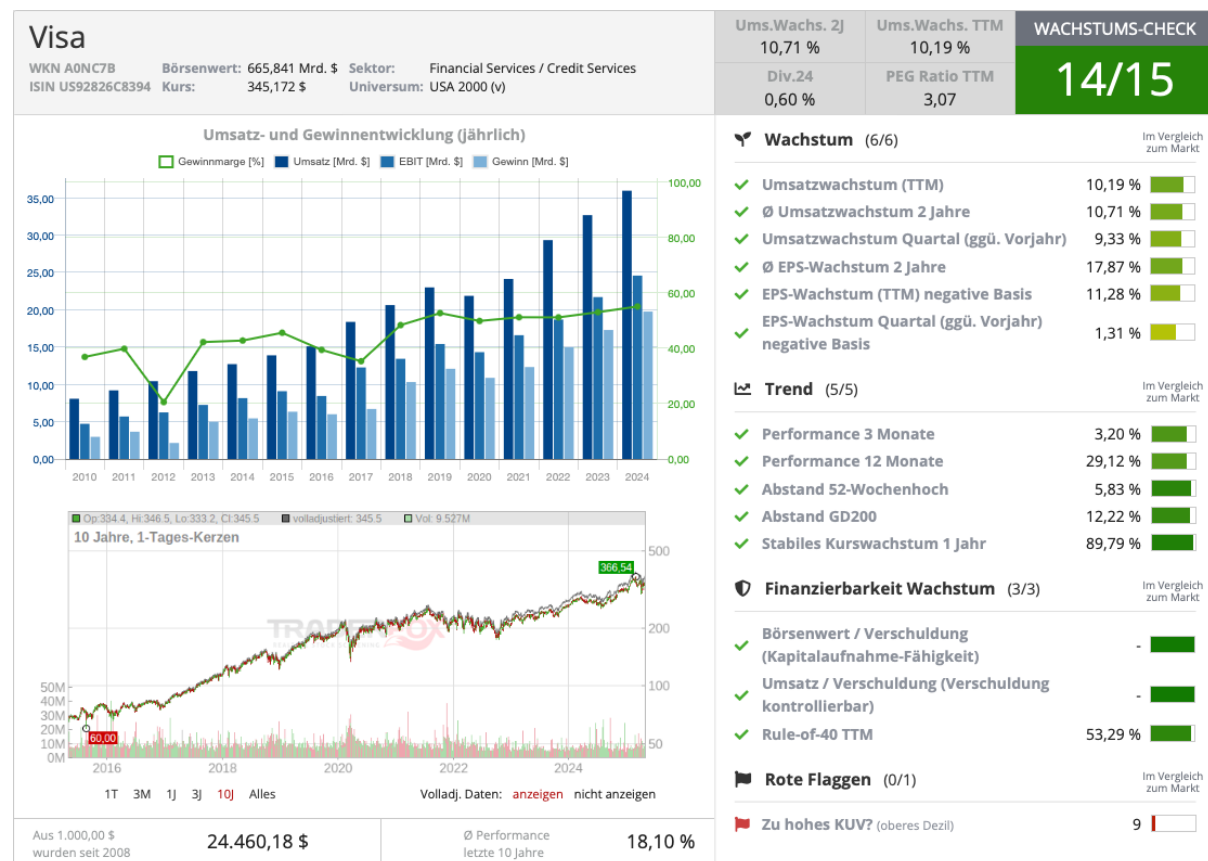 Visa
WKN A0NC7B Börsenwert: 665,841 Mrd. $ Sektor: Financial Services / Credit Services
ISIN US92826C8394 Kurs: 345,172 $ Universum: USA 2000 (v)
Ums.Wachs. 2J
10,71 %
Ums.Wachs. TTM
10,19 %
Div.24
0,60 %
PEG Ratio TTM
3,07
WACHSTUMS-CHECK
14/15
Umsatz- und Gewinnentwicklung (jährlich)
Gewinnmarge [%] Umsatz [Mrd. $] EBIT [Mrd. $] Gewinn [Mrd. $]
35,00
30,00
25,00
20,00
15,00
10,00
5,00
0,00
100,00
80,00
60,00
40,00
20,00
0,00
2010 2011 2012 2013 2014 2015 2016 2017 2018 2019 2020 2021 2022 2023 2024
Op:334.4, Hi:346.5, Lo:333.2, Cl:345.5 volladjustiert: 345.5 Vol: 9.527M
10 Jahre, 1-Tages-Kerzen
366,54
60,00
500
200
100
50
50M
40M
30M
20M
10M
0M
2016 2018 2020 2022 2024
1T 3M 1J 3J 10J Alles
Volladj. Daten: anzeigen nicht anzeigen
Aus 1.000,00 $
wurden seit 2008
24.460,18 $
Ø Performance
letzte 10 Jahre
18,10 %
Wachstum (6/6)
Im Vergleich
zum Markt
Umsatzwachstum (TTM) 10,19 %
Ø Umsatzwachstum 2 Jahre 10,71 %
Umsatzwachstum Quartal (ggü. Vorjahr) 9,33 %
Ø EPS-Wachstum 2 Jahre 17,87 %
EPS-Wachstum (TTM) negative Basis 11,28 %
EPS-Wachstum Quartal (ggü. Vorjahr)
negative Basis 1,31 %
Trend (5/5)
Im Vergleich
zum Markt
Performance 3 Monate 3,20 %
Performance 12 Monate 29,12 %
Abstand 52-Wochenhoch 5,83 %
Abstand GD200 12,22 %
Stabiles Kurswachstum 1 Jahr 89,79 %
Finanzierbarkeit Wachstum (3/3)
Im Vergleich
zum Markt
Börsenwert / Verschuldung
(Kapitalaufnahme-Fähigkeit) -
Umsatz / Verschuldung (Verschuldung
kontrollierbar) -
Rule-of-40 TTM 53,29 %
Rote Flaggen (0/1)
Im Vergleich
zum Markt
Zu hohes KUV? (oberes Dezil) 9